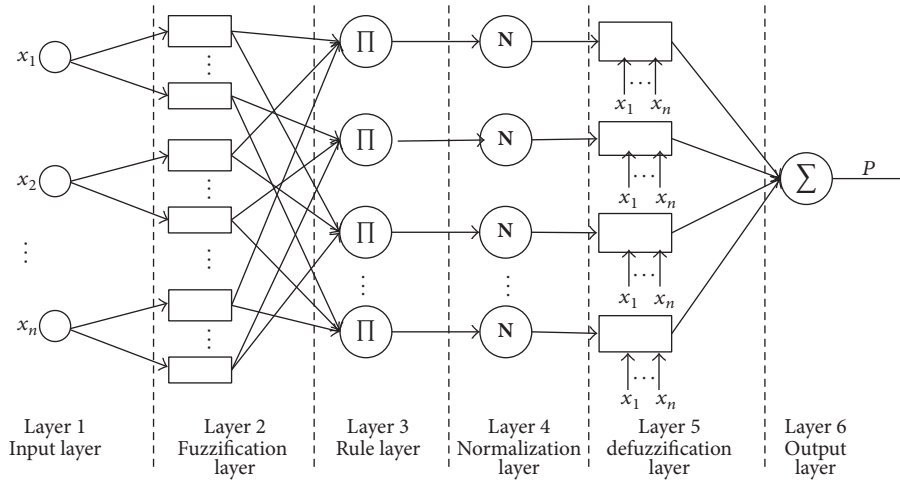 x₁
x₂
⋯
xₙ
⋯
⋯
⋮
⋯
∏
∏
∏
⋮
∏
N
N
N
⋮
N
x₁ ⋯ xₙ
x₁ ⋯ xₙ
x₁ ⋯ xₙ
x₁ ⋯ xₙ
∑
P
Layer 1
Input layer
Layer 2
Fuzzification
layer
Layer 3
Rule layer
Layer 4
Normalization
layer
Layer 5
defuzzification
layer
Layer 6
Output
layer